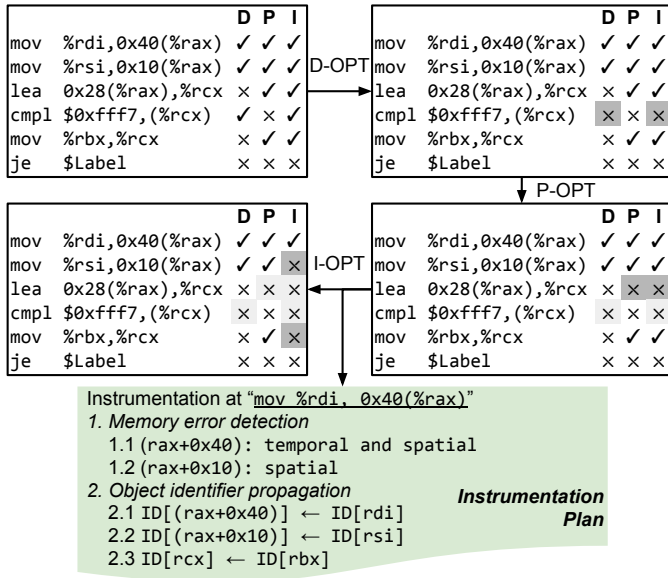 D P I
mov %rdi,0x40(%rax) ✓ ✓ ✓
mov %rsi,0x10(%rax) ✓ ✓ ✓
lea 0x28(%rax),%rcx × ✓ ✓
cmpl $0xfff7,(%rcx) ✓ × ✓
mov %rbx,%rcx × ✓ ✓
je $Label × × ×
D-OPT
D P I
mov %rdi,0x40(%rax) ✓ ✓ ✓
mov %rsi,0x10(%rax) ✓ ✓ ✓
lea 0x28(%rax),%rcx × ✓ ✓
cmpl $0xfff7,(%rcx) × × ×
mov %rbx,%rcx × ✓ ✓
je $Label × × ×
P-OPT
D P I
mov %rdi,0x40(%rax) ✓ ✓ ✓
mov %rsi,0x10(%rax) ✓ ✓ ×
lea 0x28(%rax),%rcx × × ×
cmpl $0xfff7,(%rcx) × × ×
mov %rbx,%rcx × ✓ ×
je $Label × × ×
I-OPT
D P I
mov %rdi,0x40(%rax) ✓ ✓ ✓
mov %rsi,0x10(%rax) ✓ ✓ ✓
lea 0x28(%rax),%rcx × × ×
cmpl $0xfff7,(%rcx) × × ×
mov %rbx,%rcx × ✓ ✓
je $Label × × ×
Instrumentation at “mov %rdi, 0x40(%rax)”
1. Memory error detection
1.1 (rax+0x40): temporal and spatial
1.2 (rax+0x10): spatial
2. Object identifier propagation
2.1 ID[(rax+0x40)] ← ID[rdi]
2.2 ID[(rax+0x10)] ← ID[rsi]
2.3 ID[rcx] ← ID[rbx]
Instrumentation
Plan